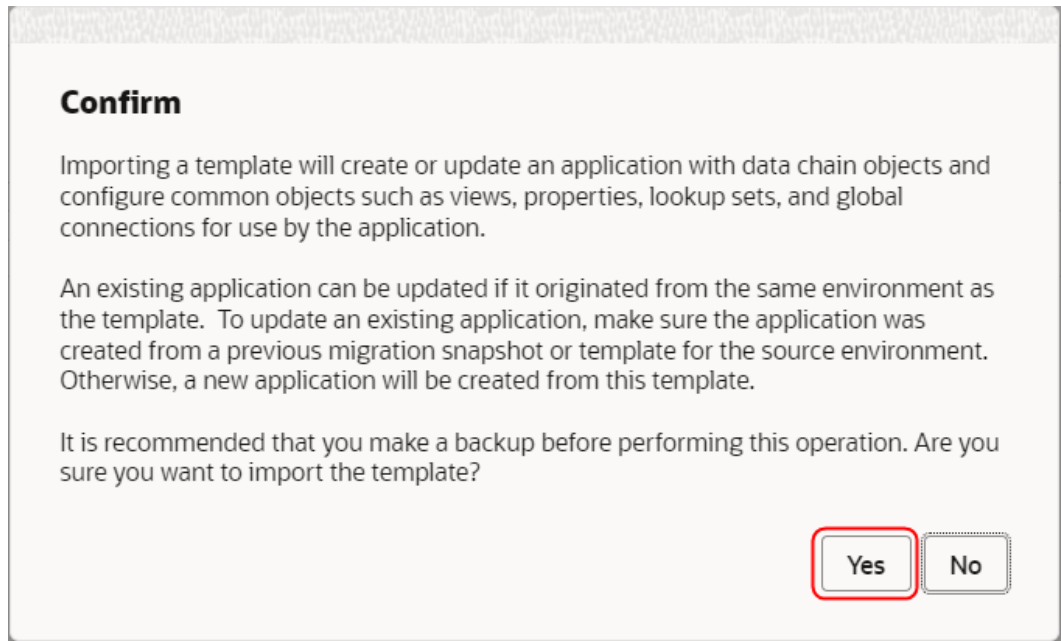 Confirm
Importing a template will create or update an application with data chain objects and
configure common objects such as views, properties, lookup sets, and global
connections for use by the application.
An existing application can be updated if it originated from the same environment as
the template.  To update an existing application, make sure the application was
created from a previous migration snapshot or template for the source environment.
Otherwise, a new application will be created from this template.
It is recommended that you make a backup before performing this operation. Are you
sure you want to import the template?
Yes No